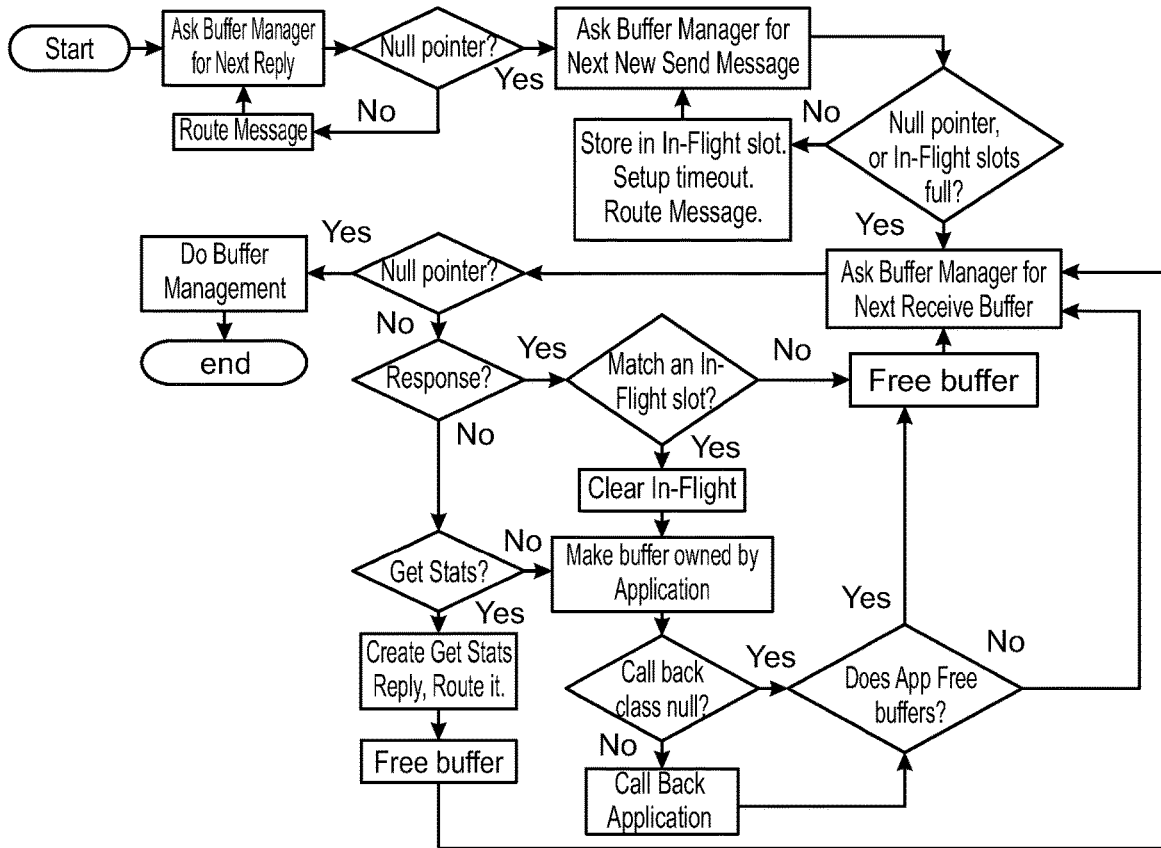 Start
Ask Buffer Manager
for Next Reply
Null pointer?
Yes
No
Route Message
Ask Buffer Manager for
Next New Send Message
No
Null pointer,
or In-Flight slots
full?
Yes
Store in In-Flight slot.
Setup timeout.
Route Message.
Do Buffer
Management
Yes
Null pointer?
No
Ask Buffer Manager for
Next Receive Buffer
end
Response?
Yes
No
Match an In-
Flight slot?
No
Yes
Free buffer
Clear In-Flight
Get Stats?
No
Yes
Make buffer owned by
Application
Create Get Stats
Reply, Route it.
Free buffer
Call back
class null?
Yes
No
Call Back
Application
Does App Free
buffers?
Yes
No